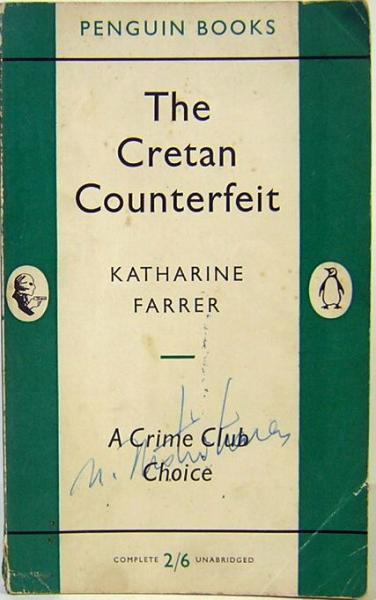 PENGUIN BOOKS
The
Cretan
Counterfeit
KATHARINE
FARRER
A Crime Club
Choice
COMPLETE 2/6 UNABRIDGED